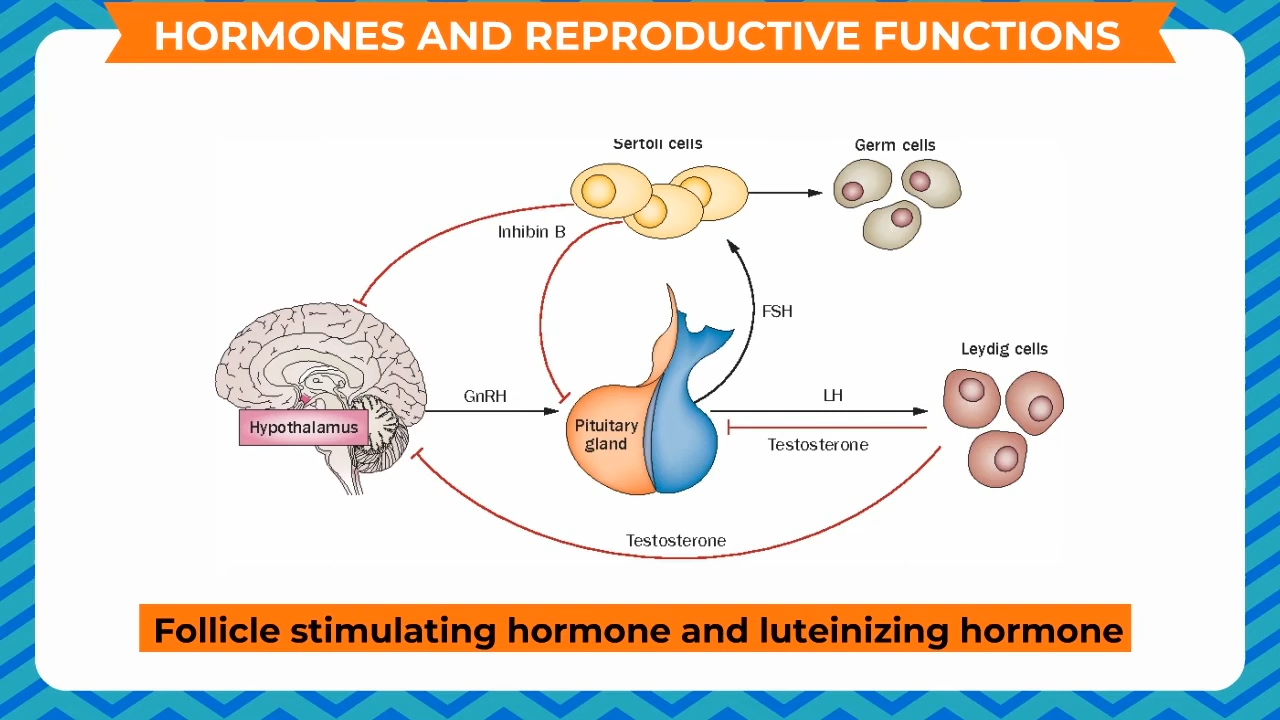 HORMONES AND REPRODUCTIVE FUNCTIONS
Sertoli cells
Germ cells
Inhibin B
FSH
Leydig cells
GnRH
LH
Hypothalamus
Pituitary
gland
Testosterone
Testosterone
Follicle stimulating hormone and luteinizing hormone